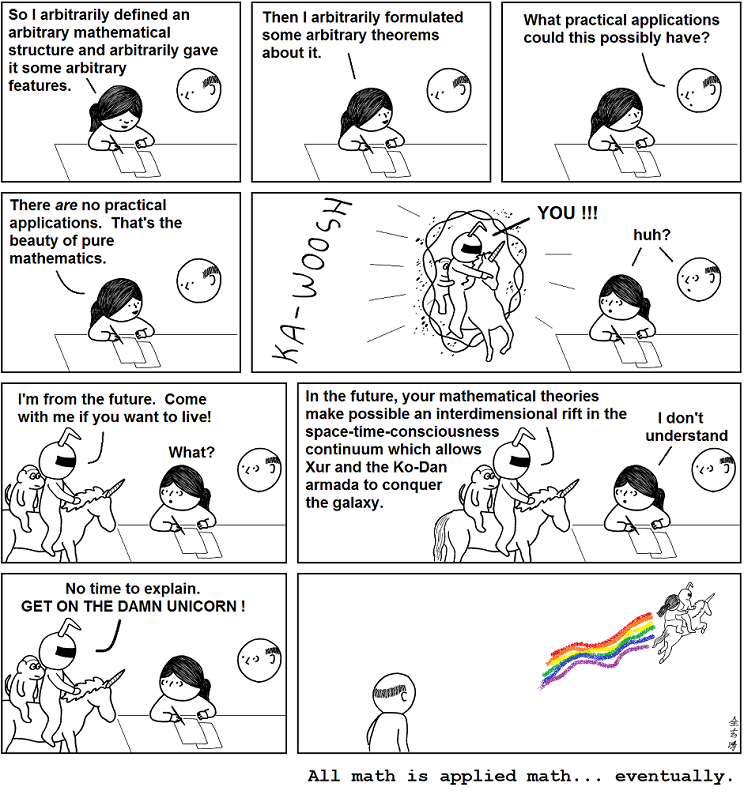 So I arbitrarily defined an
arbitrary mathematical
structure and arbitrarily gave
it some arbitrary
features.
Then I arbitrarily formulated
some arbitrary theorems
about it.
What practical applications
could this possibly have?
There are no practical
applications. That's the
beauty of pure
mathematics.
KA-WOOSH
YOU !!!
huh?
I'm from the future. Come
with me if you want to live!
What?
In the future, your mathematical theories
make possible an interdimensional rift in the
space-time-consciousness
continuum which allows
Xur and the Ko-Dan
armada to conquer
the galaxy.
I don't
understand
No time to explain.
GET ON THE DAMN UNICORN !
All math is applied math... eventually.